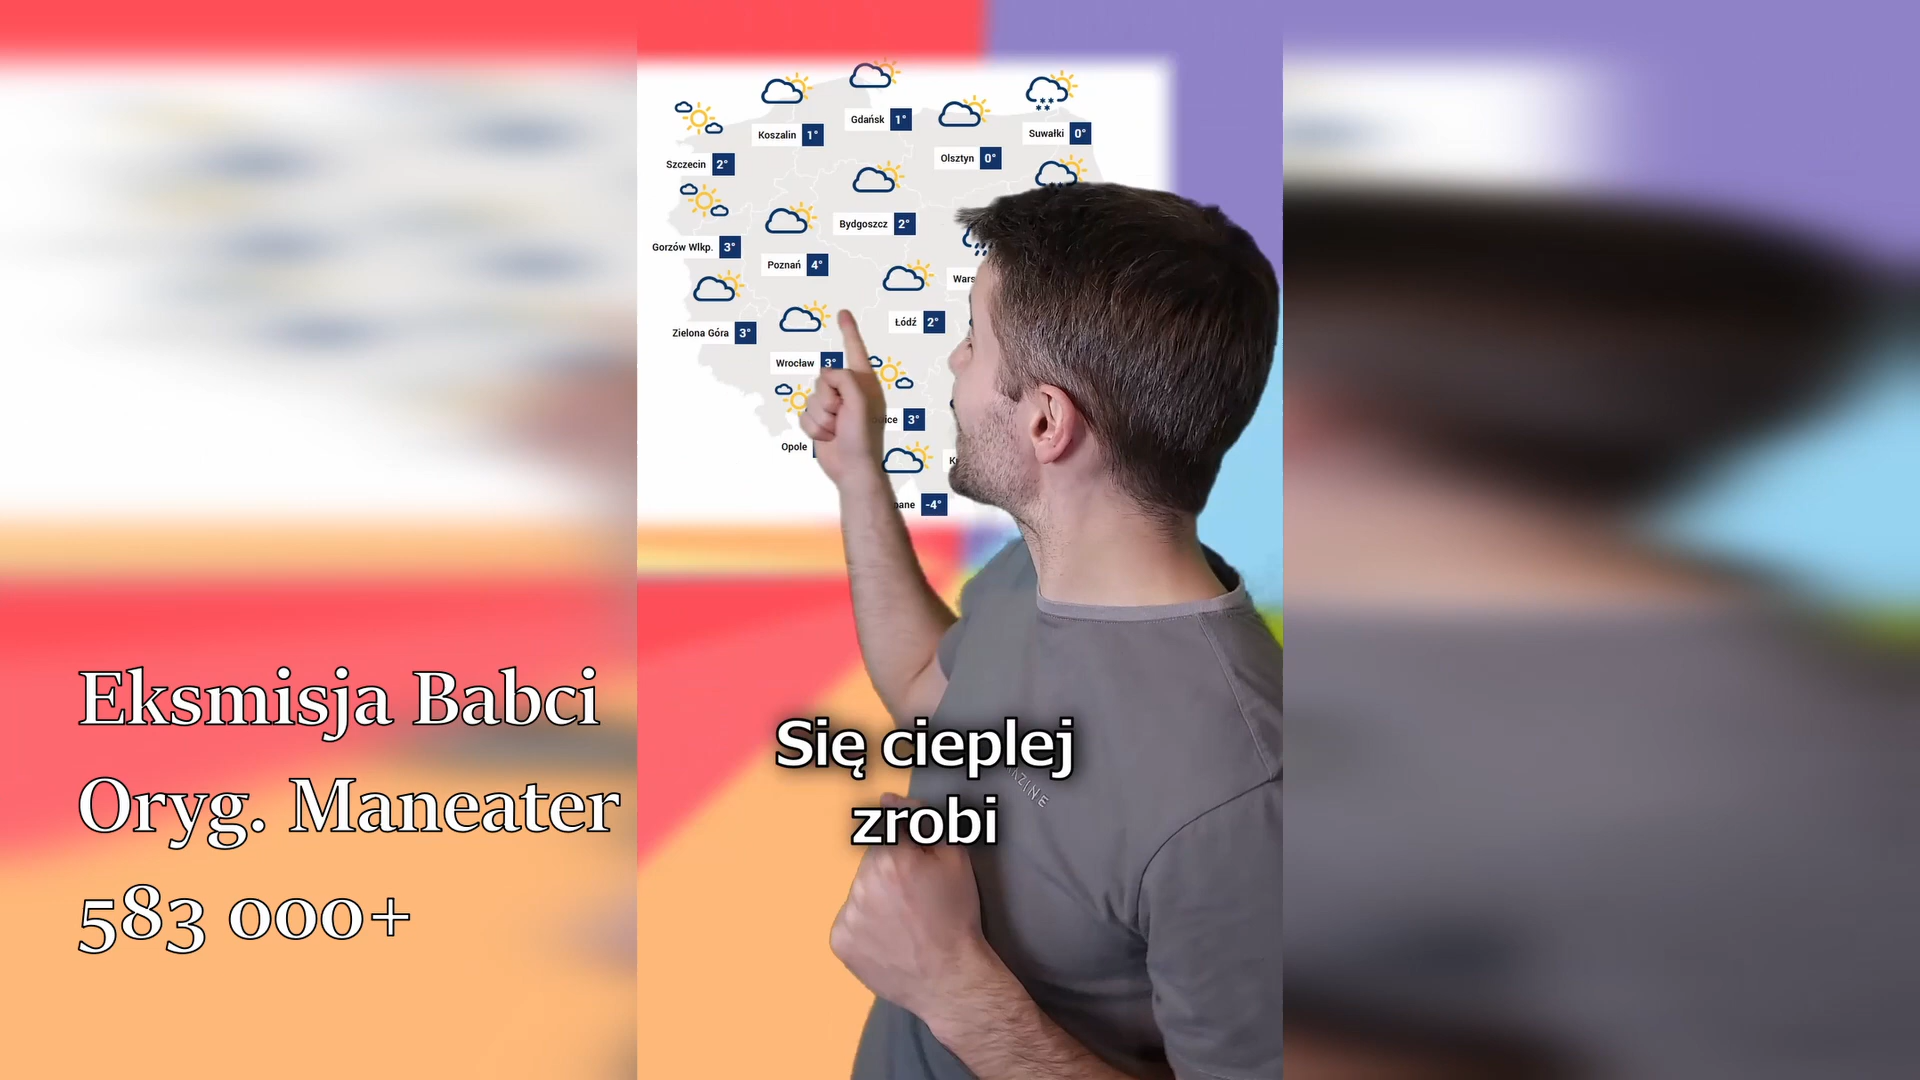 Gdańsk 1°
Koszalin 1°
Suwałki 0°
Olsztyn 0°
Szczecin 2°
Bydgoszcz 2°
Gorzów Wlkp. 3°
Poznań 4°
Łódź 2°
Zielona Góra 3°
Wrocław 3°
3°
Opole
-4°
Eksmisja Babci
Oryg. Maneater
583 000+
Się cieplej
zrobi